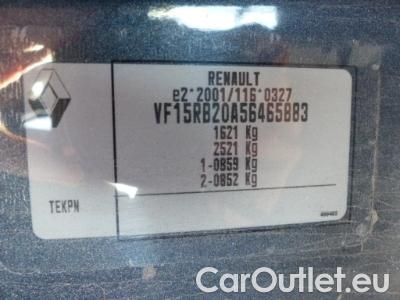 RENAULT
e2*2001/116*0327
VF15RB20A56465883
1621 Kg
2521 Kg
1-0859 Kg
2-0852 Kg
TEKPN
CarOutlet.eu